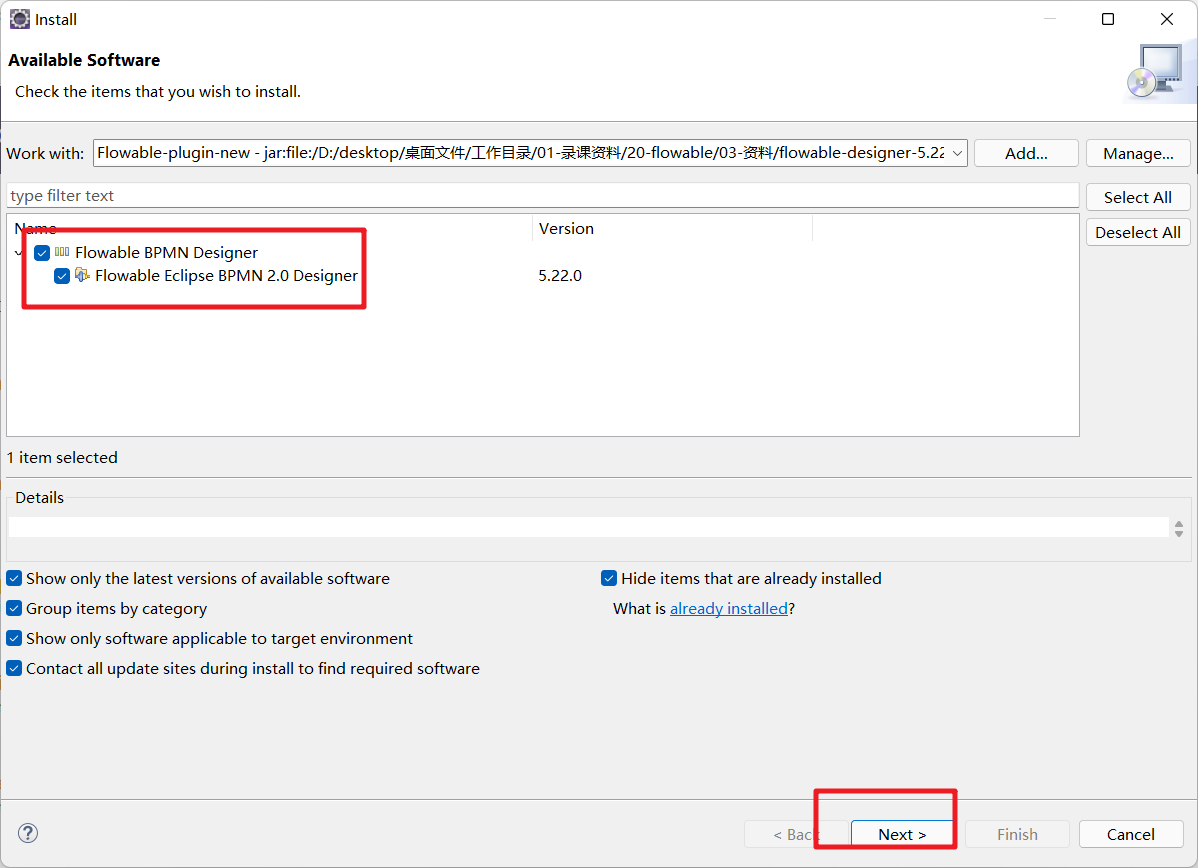 Install
Available Software
Check the items that you wish to install.
Work with: Flowable-plugin-new - jar:file:/D:/desktop/桌面文件/工作目录/01-录课资料/20-flowable/03-资料/flowable-designer-5.22 Add... Manage...
type filter text Select All
Name Version Deselect All
Flowable BPMN Designer
Flowable Eclipse BPMN 2.0 Designer 5.22.0
1 item selected
Details
Show only the latest versions of available software Hide items that are already installed
Group items by category What is already installed?
Show only software applicable to target environment
Contact all update sites during install to find required software
? < Back Next > Finish Cancel